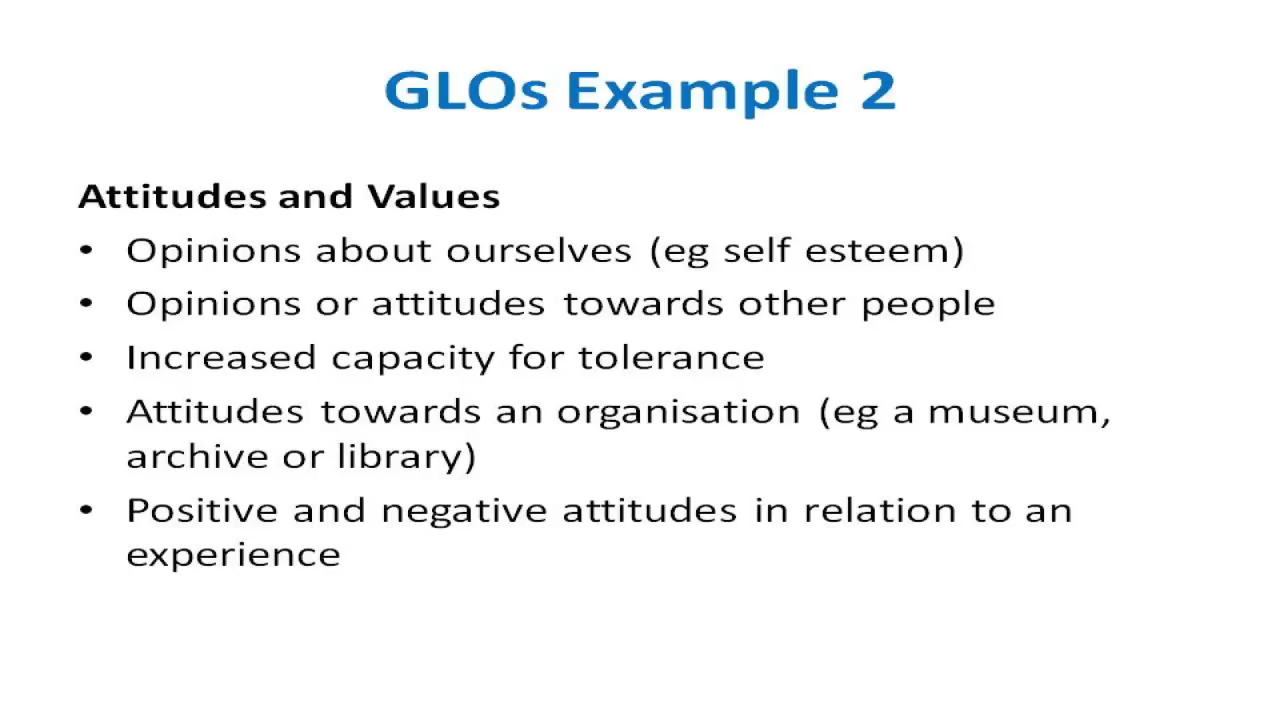 GLOs Example 2
Attitudes and Values
• Opinions about ourselves (eg self esteem)
• Opinions or attitudes towards other people
• Increased capacity for tolerance
• Attitudes towards an organisation (eg a museum,
archive or library)
• Positive and negative attitudes in relation to an
experience